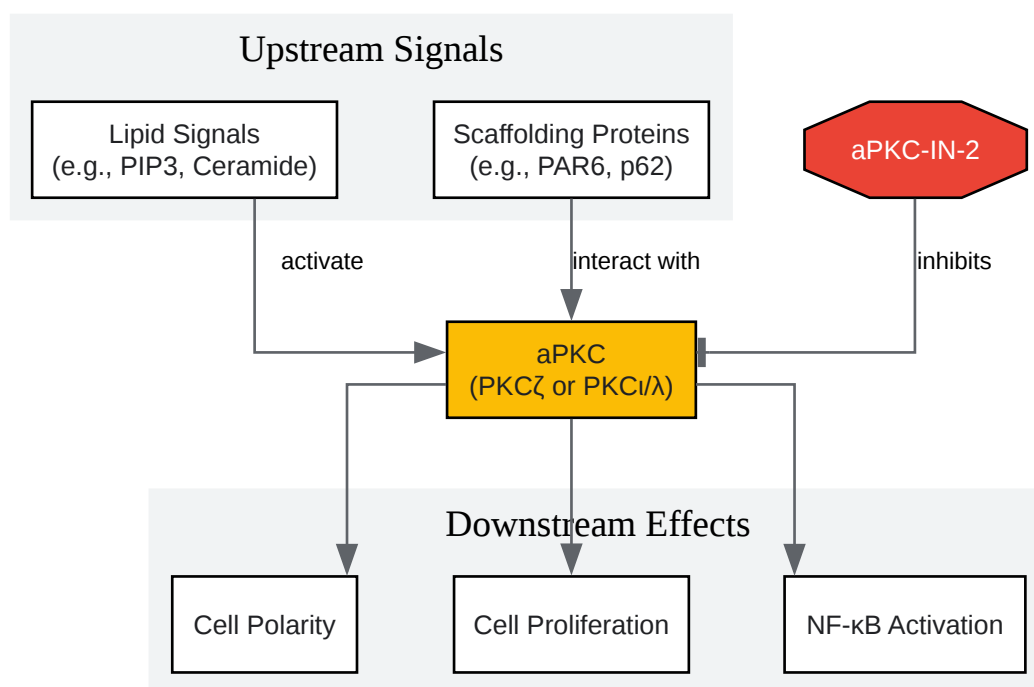 Upstream Signals
Lipid Signals
(e.g., PIP3, Ceramide)
Scaffolding Proteins
(e.g., PAR6, p62)
aPKC-IN-2
activate
interact with
inhibits
aPKC
(PKCζ or PKCι/λ)
Downstream Effects
Cell Polarity
Cell Proliferation
NF-κB Activation